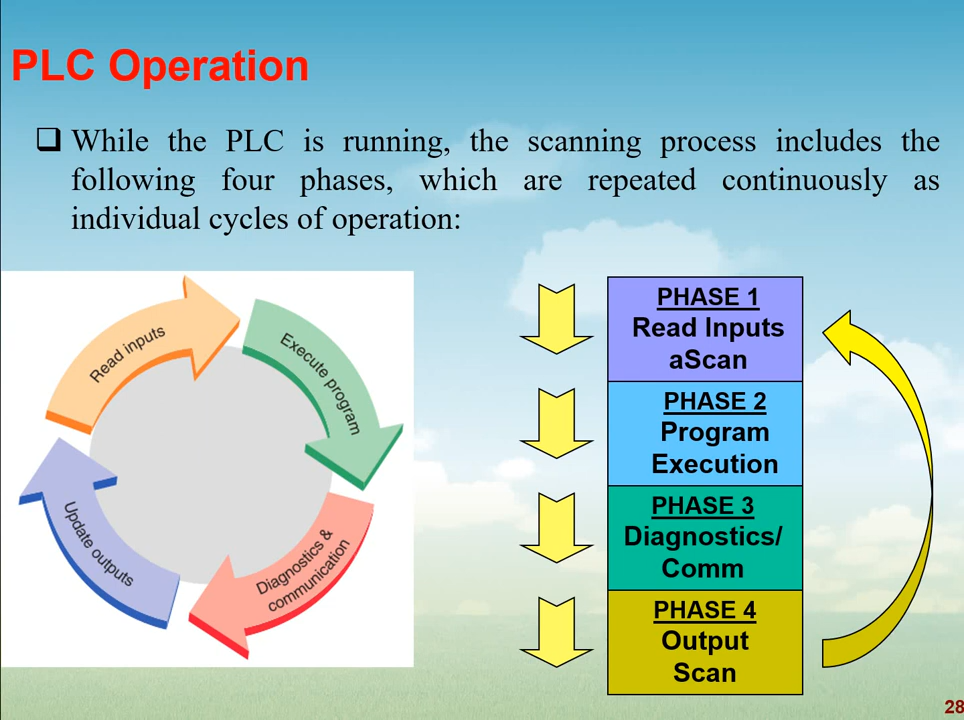 PLC Operation
❑ While the PLC is running, the scanning process includes the
following four phases, which are repeated continuously as
individual cycles of operation:
Read inputs
Execute program
Diagnostics &
communication
Update outputs
PHASE 1
Read Inputs
aScan
PHASE 2
Program
Execution
PHASE 3
Diagnostics/
Comm
PHASE 4
Output
Scan
28